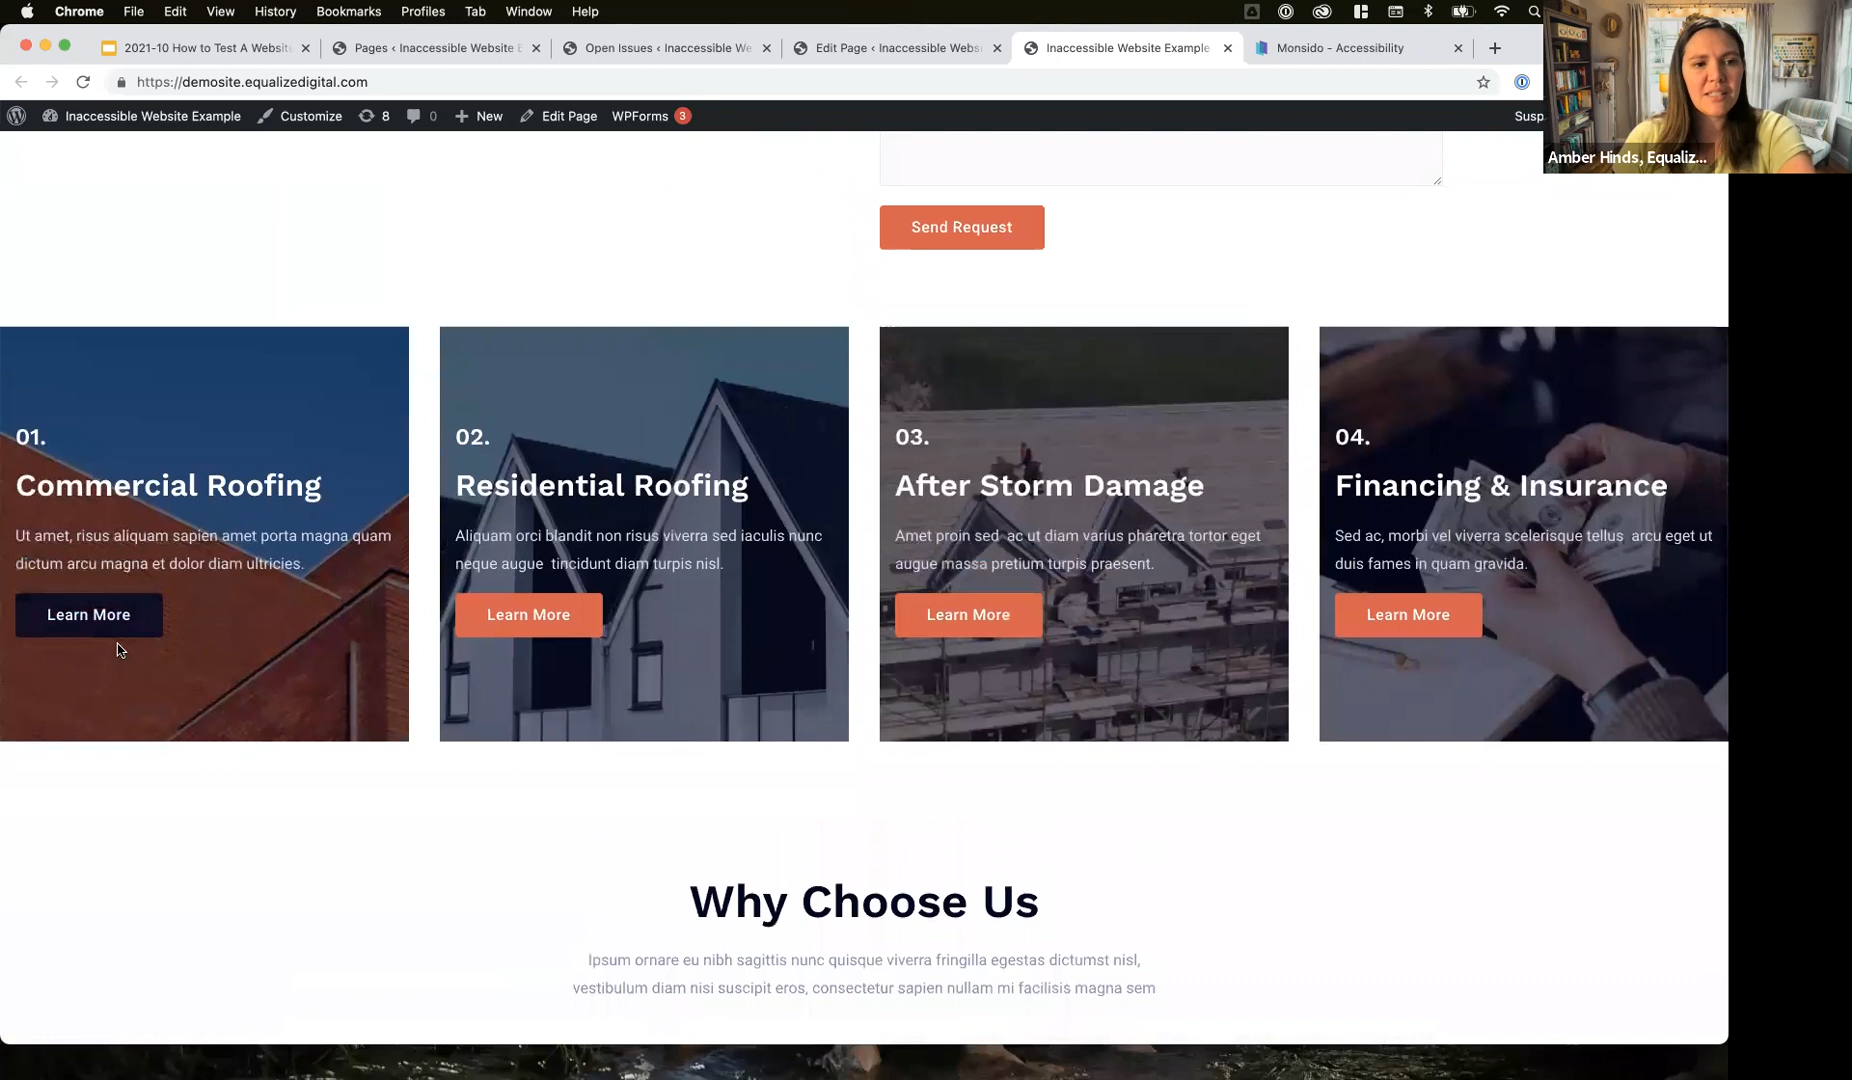 Chrome File Edit View History Bookmarks Profiles Tab Window Help
2021-10 How to Test A Website
Pages ‹ Inaccessible Website E
Open Issues ‹ Inaccessible We
Edit Page ‹ Inaccessible Webs
Inaccessible Website Example
Monsido - Accessibility
https://demosite.equalizedigital.com
Inaccessible Website Example Customize 8 0 New Edit Page WPForms 3 Susp
Amber Hinds, Equaliz...
Send Request
01.
Commercial Roofing
Ut amet, risus aliquam sapien amet porta magna quam
dictum arcu magna et dolor diam ultricies.
Learn More
02.
Residential Roofing
Aliquam orci blandit non risus viverra sed iaculis nunc
neque augue tincidunt diam turpis nisl.
Learn More
03.
After Storm Damage
Amet proin sed ac ut diam varius pharetra tortor eget
augue massa pretium turpis praesent.
Learn More
04.
Financing & Insurance
Sed ac, morbi vel viverra scelerisque tellus arcu eget ut
duis fames in quam gravida.
Learn More
Why Choose Us
Ipsum ornare eu nibh sagittis nunc quisque viverra fringilla egestas dictumst nisl,
vestibulum diam nisi suscipit eros, consectetur sapien nullam mi facilisis magna sem